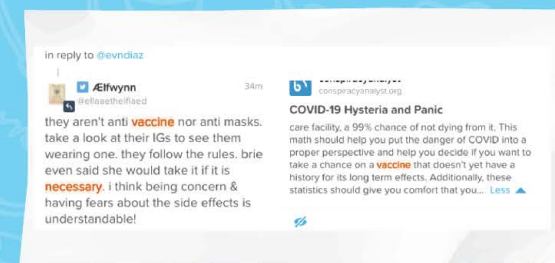 in reply to @evndiaz
Ælfwynn 34m
@ellaaethelflaed
they aren't anti vaccine nor anti masks.
take a look at their IGs to see them
wearing one. they follow the rules. brie
even said she would take it if it is
necessary. i think being concern &
having fears about the side effects is
understandable!
conspiracyanalyst.org
COVID-19 Hysteria and Panic
care facility, a 99% chance of not dying from it. This
math should help you put the danger of COVID into a
proper perspective and help you decide if you want to
take a chance on a vaccine that doesn't yet have a
history for its long term effects. Additionally, these
statistics should give you comfort that you... Less